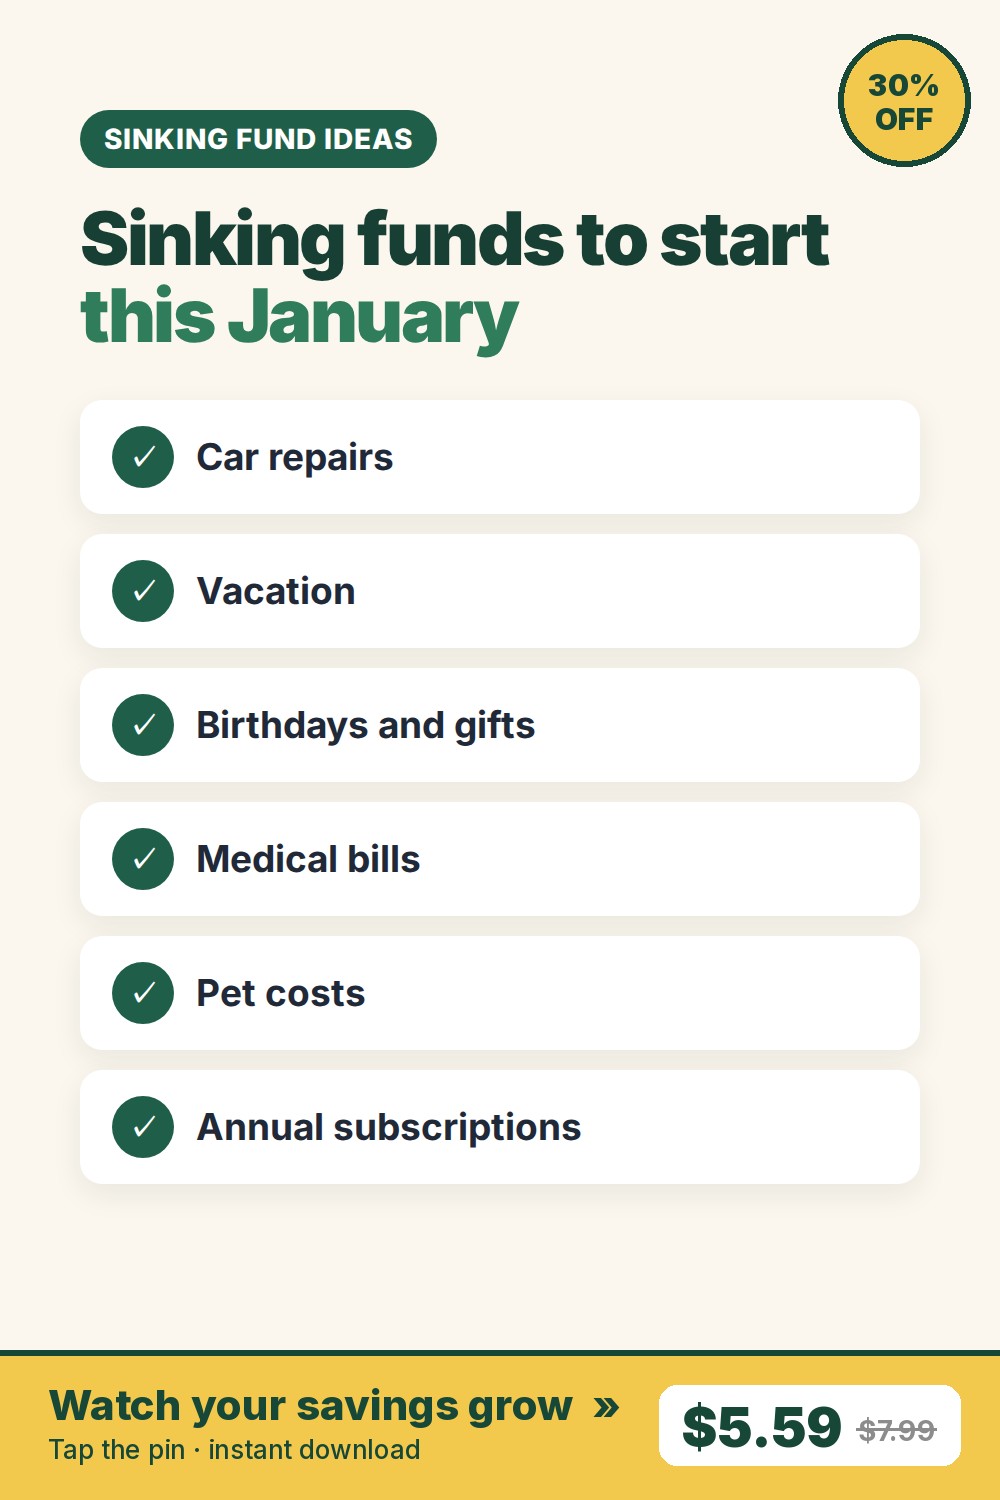 30%
OFF
SINKING FUND IDEAS
Sinking funds to start
this January
✓ Car repairs
✓ Vacation
✓ Birthdays and gifts
✓ Medical bills
✓ Pet costs
✓ Annual subscriptions
Watch your savings grow »
Tap the pin · instant download
$5.59 $7.99